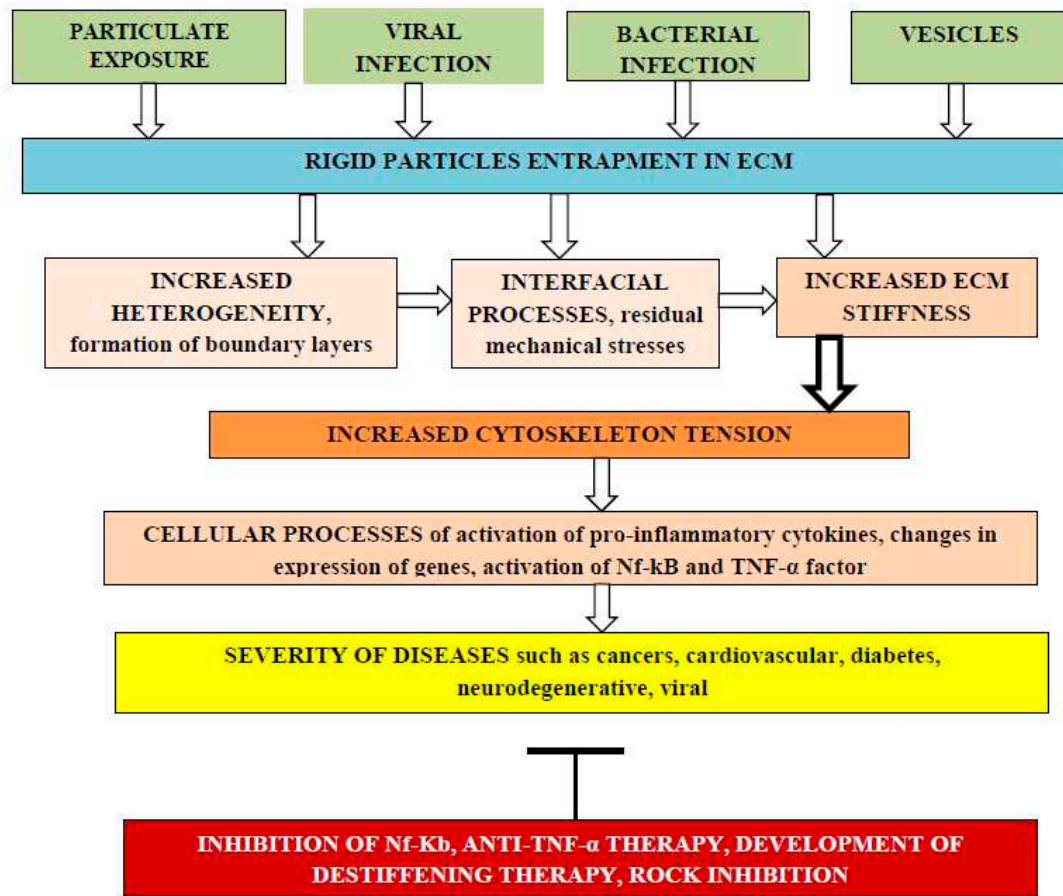 PARTICULATE
EXPOSURE
VIRAL
INFECTION
BACTERIAL
INFECTION
VESICLES
RIGID PARTICLES ENTRAPMENT IN ECM
INCREASED
HETEROGENEITY,
formation of boundary layers
INTERFACIAL
PROCESSES, residual
mechanical stresses
INCREASED ECM
STIFFNESS
INCREASED CYTOSKELETON TENSION
CELLULAR PROCESSES of activation of pro-inflammatory cytokines, changes in
expression of genes, activation of Nf-kB and TNF-α factor
SEVERITY OF DISEASES such as cancers, cardiovascular, diabetes,
neurodegenerative, viral
INHIBITION OF Nf-Kb, ANTI-TNF-α THERAPY, DEVELOPMENT OF
DESTIFFENING THERAPY, ROCK INHIBITION